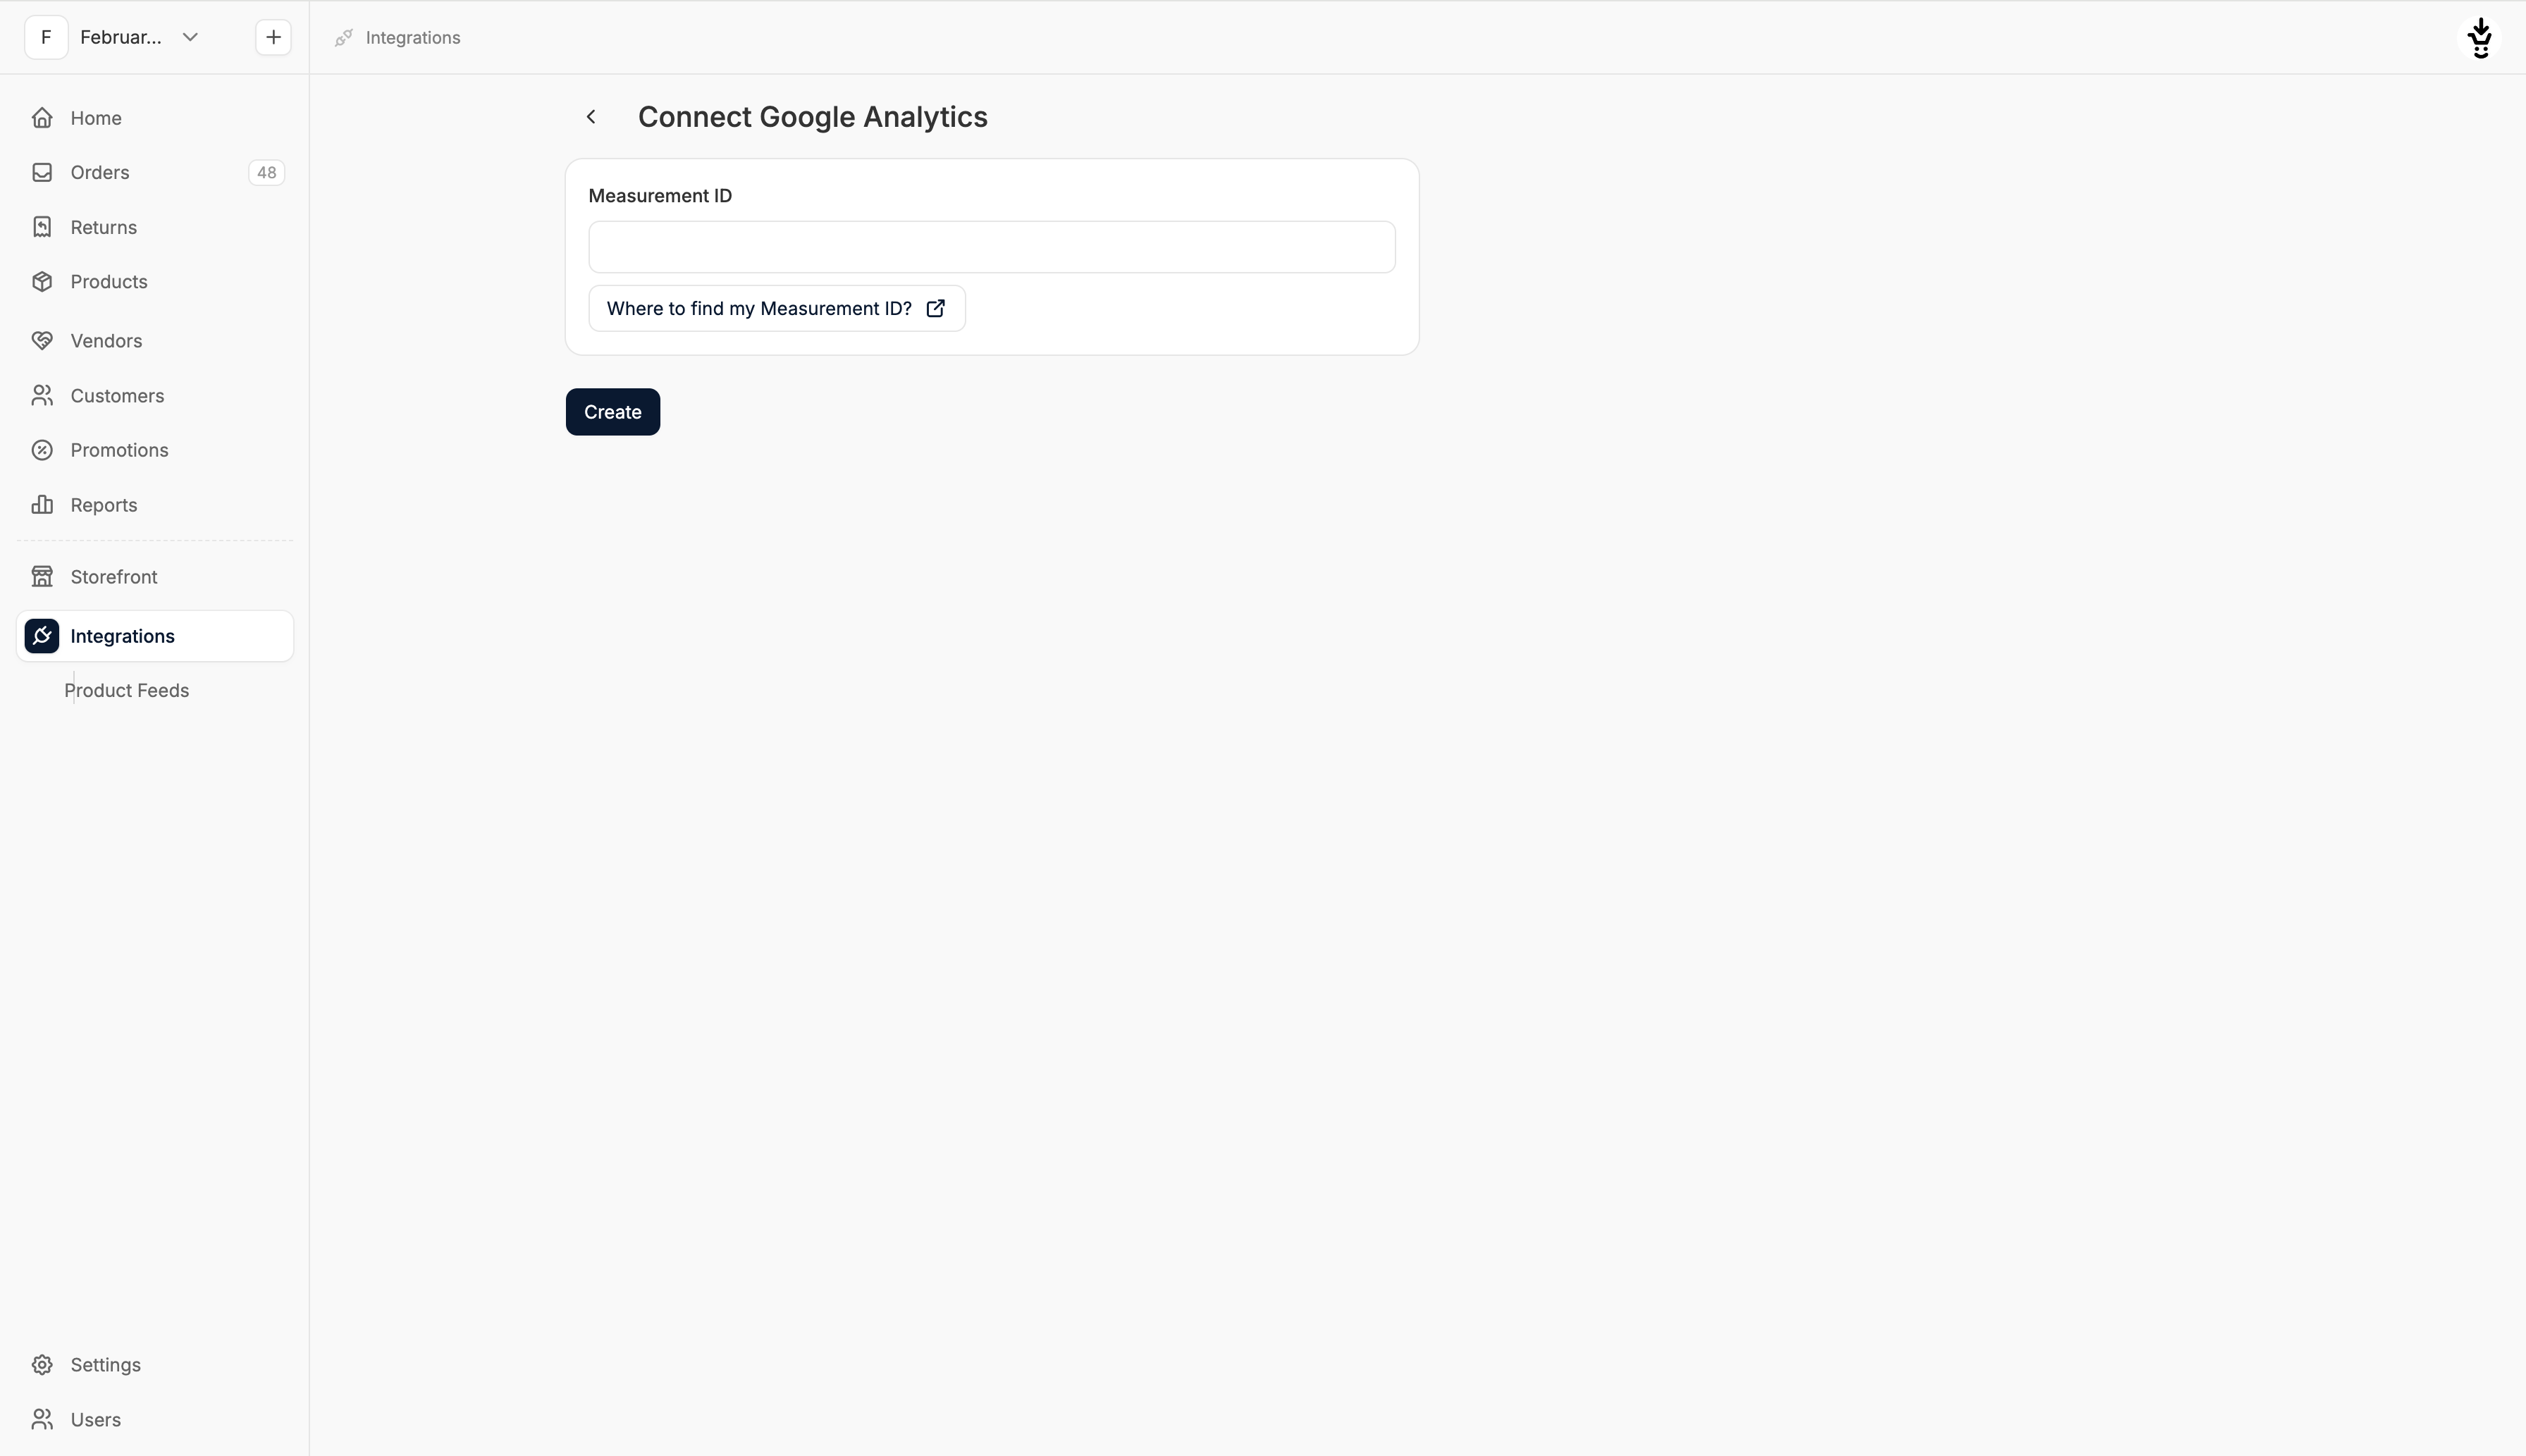 F
Februar...
Integrations
Home
Orders
48
Returns
Products
Vendors
Customers
Promotions
Reports
Storefront
Integrations
Product Feeds
Settings
Users
Connect Google Analytics
Measurement ID
Where to find my Measurement ID?
Create